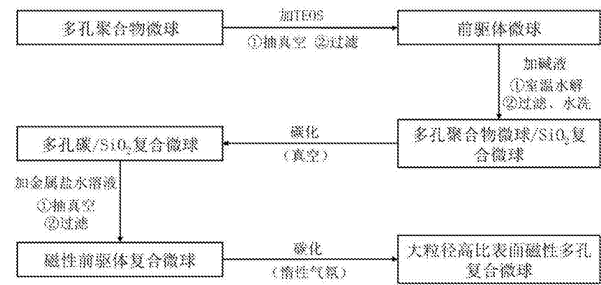 多孔聚合物微球
加TEOS
①抽真空 ②过滤
前驱体微球
加碱液
①室温水解
②过滤、水洗
多孔聚合物微球/SiO₂复
合微球
碳化
(真空)
多孔碳/SiO₂复合微球
加金属盐水溶液
①抽真空
②过滤
磁性前驱体复合微球
碳化
(惰性气氛)
大粒径高比表面磁性多孔
复合微球